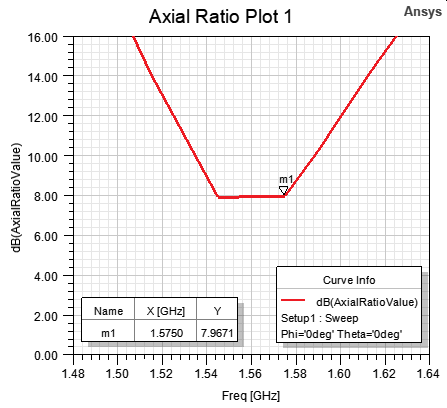 Axial Ratio Plot 1
Ansys
16.00
14.00
12.00
10.00
8.00
6.00
4.00
2.00
0.00
dB(AxialRatioValue)
m1
Curve Info
dB(AxialRatioValue)
Setup1 : Sweep
Phi='0deg' Theta='0deg'
Name X [GHz] Y
m1 1.5750 7.9671
1.48 1.50 1.52 1.54 1.56 1.58 1.60 1.62 1.64
Freq [GHz]